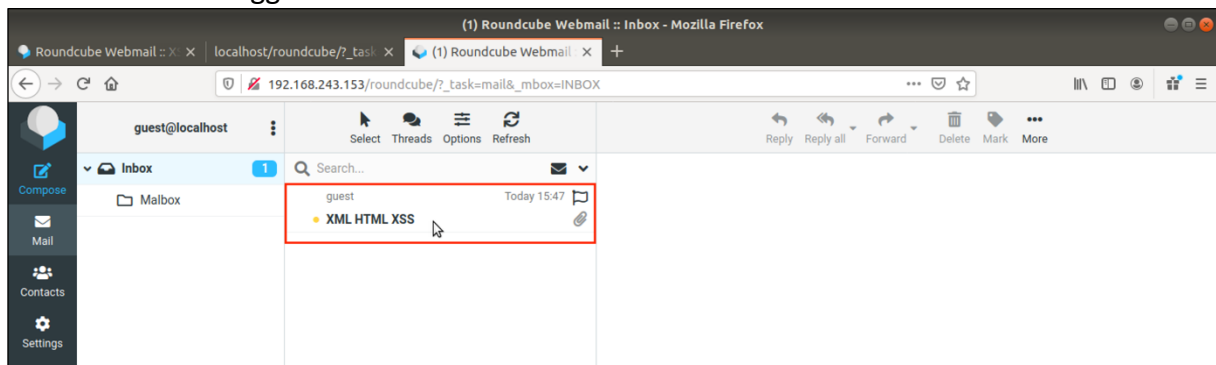 (1) Roundcube Webmail :: Inbox - Mozilla Firefox
Roundcube Webmail :: X
localhost/roundcube/?_task
(1) Roundcube Webmail :
192.168.243.153/roundcube/?_task=mail&_mbox=INBOX
guest@localhost
Select Threads Options Refresh
Reply Reply all Forward Delete Mark More
Compose
Mail
Contacts
Settings
Inbox 1
Malbox
Search...
guest Today 15:47
XML HTML XSS